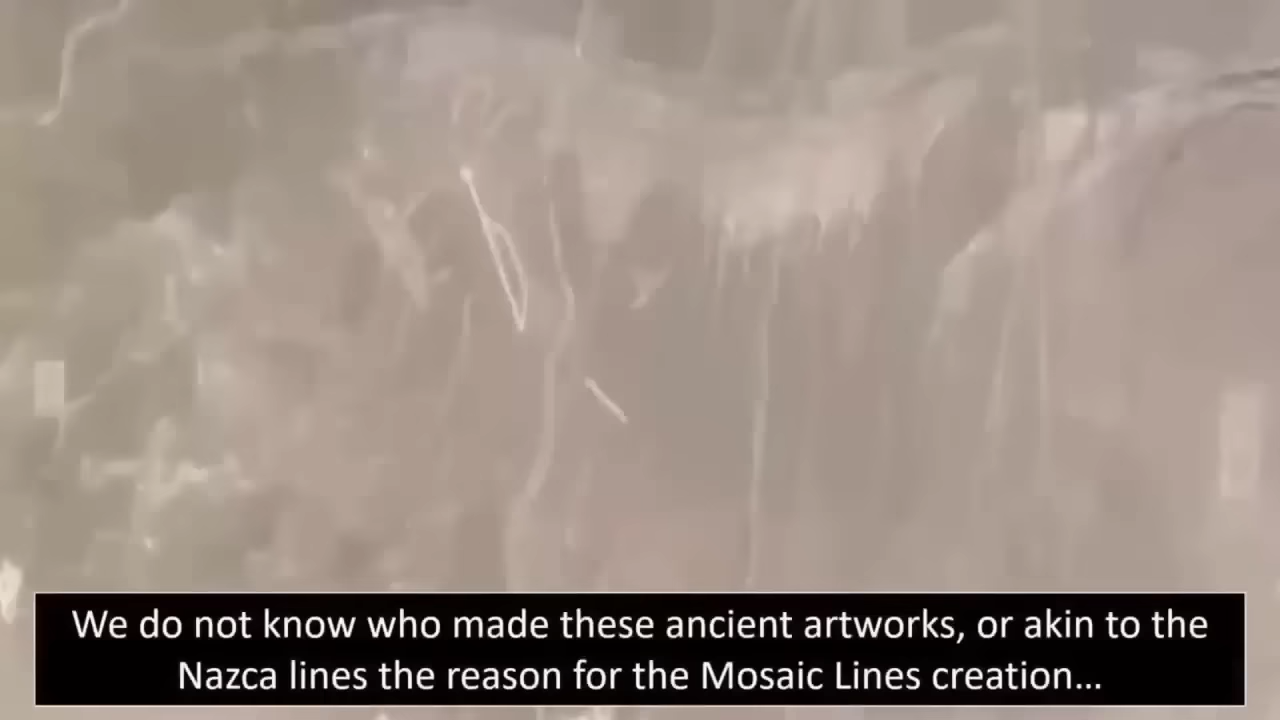 We do not know who made these ancient artworks, or akin to the
Nazca lines the reason for the Mosaic Lines creation...